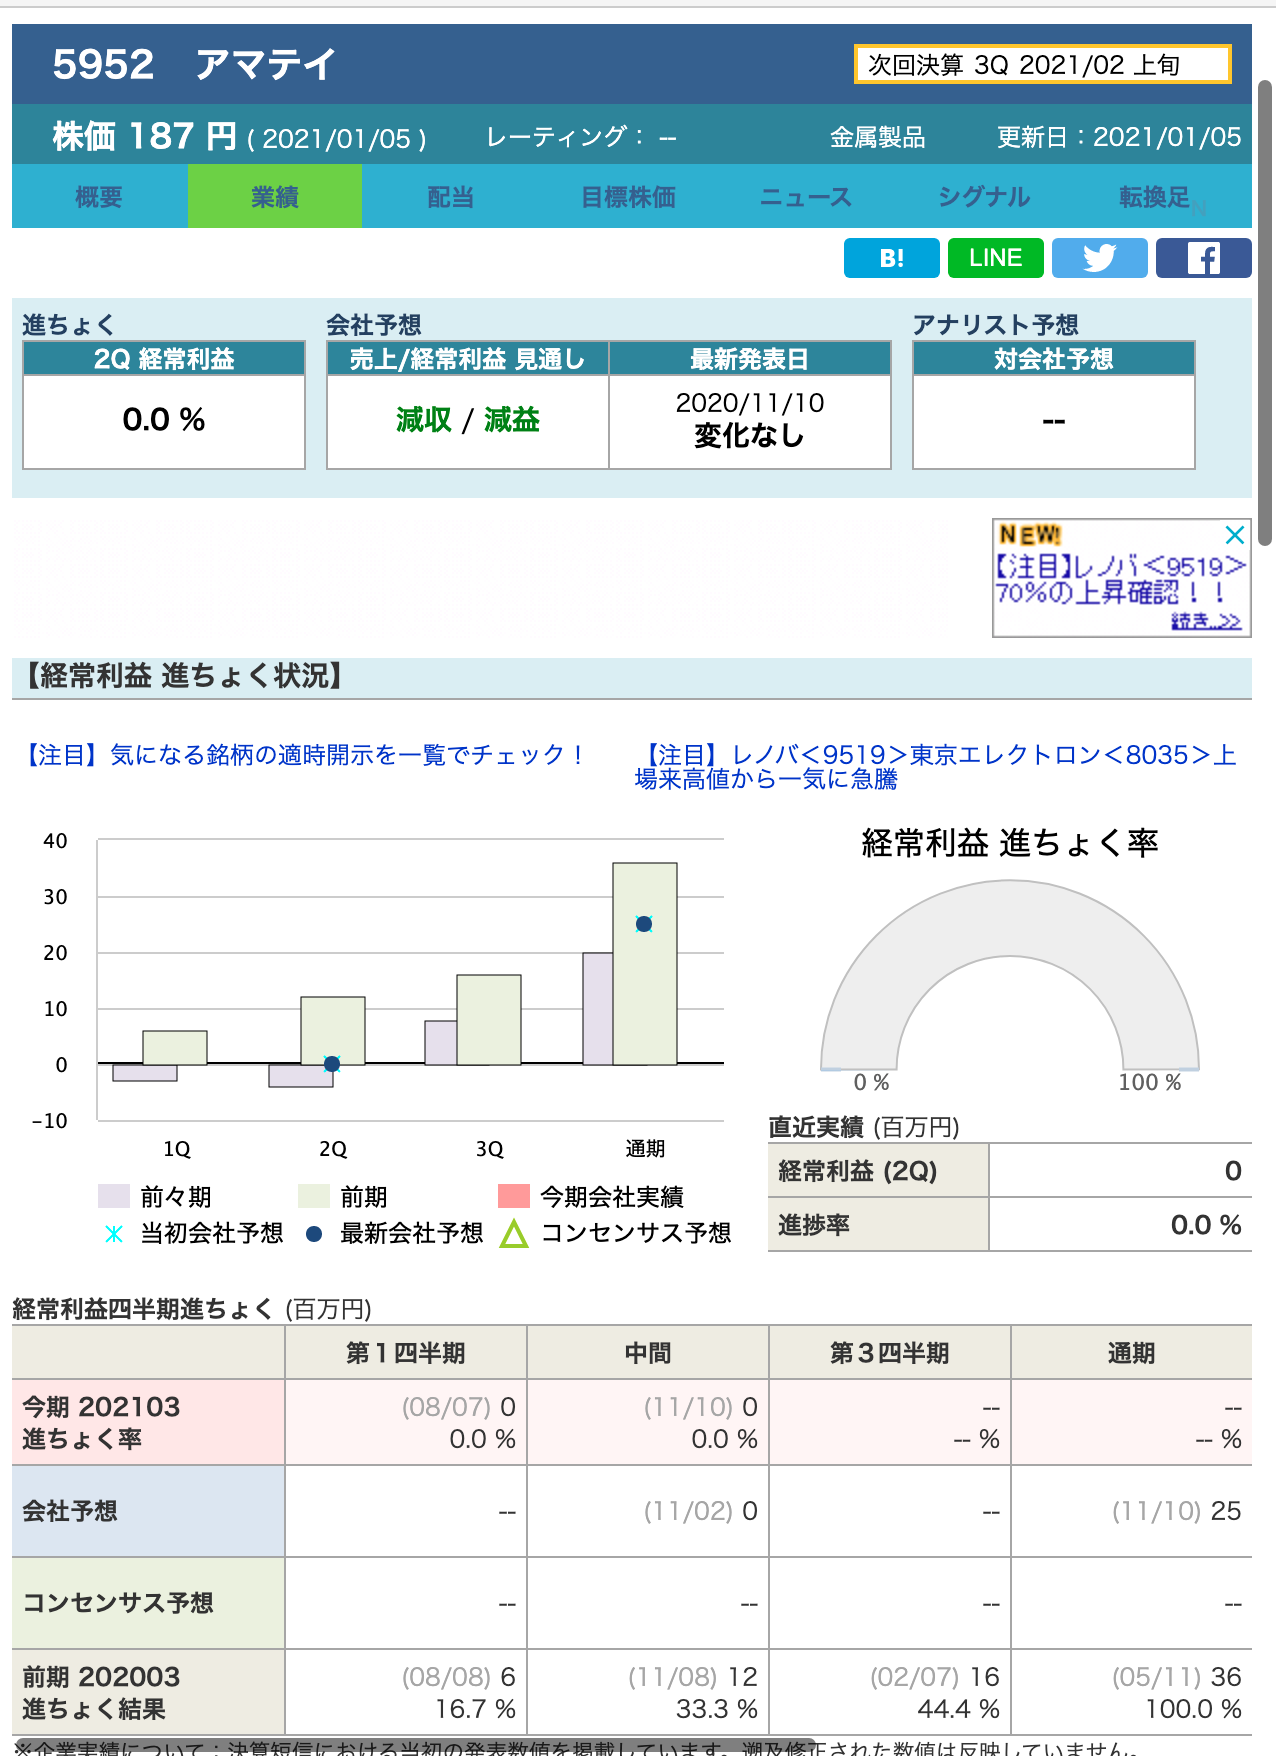 5952　アマテイ
次回決算 3Q 2021/02 上旬
株価 187 円 ( 2021/01/05 )　レーティング： --　金属製品　更新日：2021/01/05
概要　業績　配当　目標株価　ニュース　シグナル　転換足
B!　LINE
進ちょく　会社予想　アナリスト予想
2Q 経常利益　売上/経常利益 見通し　最新発表日　対会社予想
0.0 %　減収 / 減益　2020/11/10　--
変化なし
NEW!
【注目】レノバ＜9519＞
70%の上昇確認！！
続き..>>
【経常利益 進ちょく状況】
【注目】気になる銘柄の適時開示を一覧でチェック！
【注目】レノバ＜9519＞東京エレクトロン＜8035＞上
場来高値から一気に急騰
40
30
20
10
0
-10
1Q　2Q　3Q　通期
前々期　前期　今期会社実績
当初会社予想　最新会社予想　コンセンサス予想
経常利益 進ちょく率
0 %　100 %
直近実績 (百万円)
経常利益 (2Q)　0
進捗率　0.0 %
経常利益四半期進ちょく (百万円)
第１四半期　中間　第３四半期　通期
今期 202103　(08/07) 0　(11/10) 0　--　--
進ちょく率　0.0 %　0.0 %　-- %　-- %
会社予想　--　(11/02) 0　--　(11/10) 25
コンセンサス予想　--　--　--　--
前期 202003　(08/08) 6　(11/08) 12　(02/07) 16　(05/11) 36
進ちょく結果　16.7 %　33.3 %　44.4 %　100.0 %
※企業実績について：決算短信における当初の発表数値を掲載しています。遡及修正された数値は反映していません。